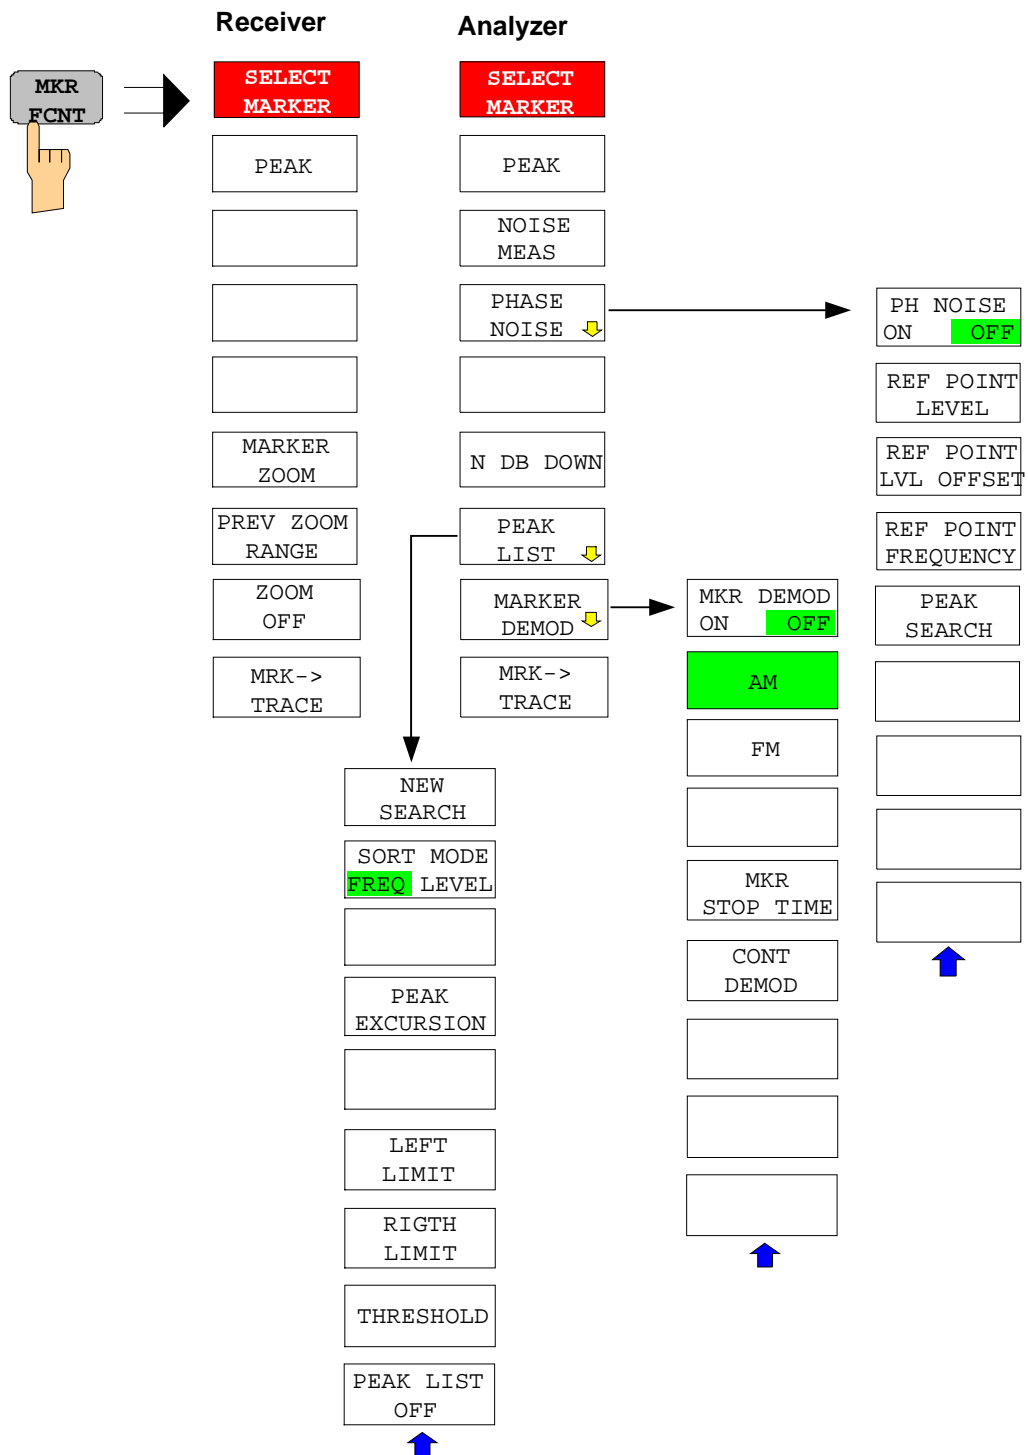 Receiver
Analyzer
MKR
FCNT
SELECT
MARKER
PEAK
MARKER
ZOOM
PREV ZOOM
RANGE
ZOOM
OFF
MRK->
TRACE
SELECT
MARKER
PEAK
NOISE
MEAS
PHASE
NOISE
N DB DOWN
PEAK
LIST
MARKER
DEMOD
MRK->
TRACE
NEW
SEARCH
SORT MODE
FREQ LEVEL
PEAK
EXCURSION
LEFT
LIMIT
RIGTH
LIMIT
THRESHOLD
PEAK LIST
OFF
MKR DEMOD
ON OFF
AM
FM
MKR
STOP TIME
CONT
DEMOD
PH NOISE
ON OFF
REF POINT
LEVEL
REF POINT
LVL OFFSET
REF POINT
FREQUENCY
PEAK
SEARCH